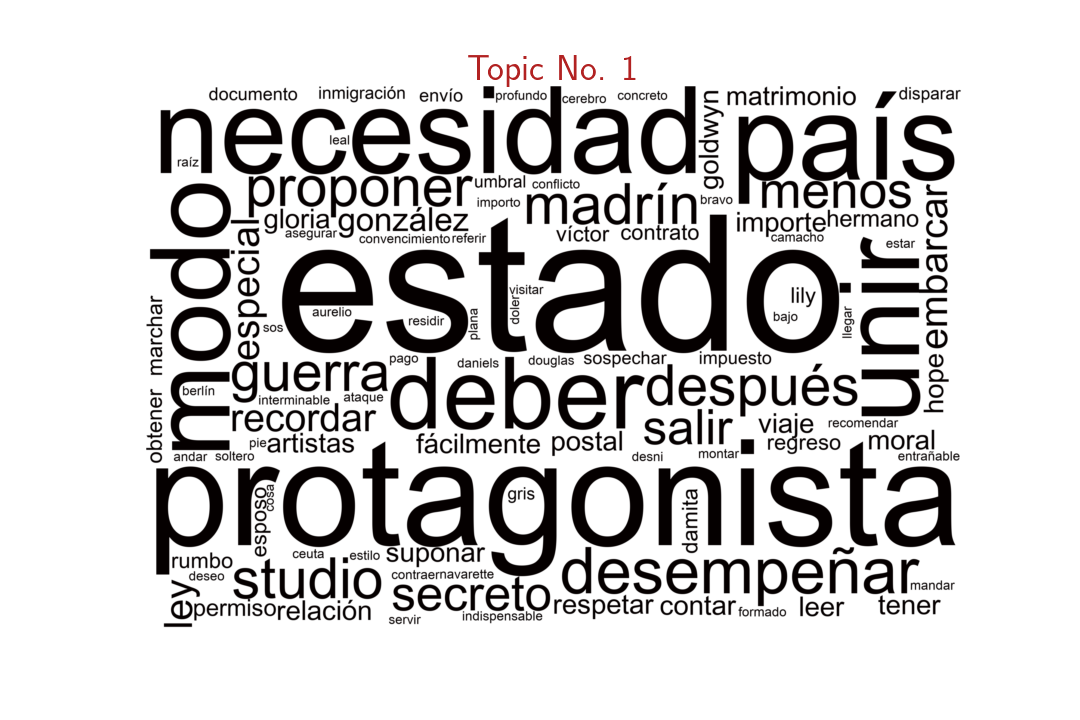 Topic No. 1
documento inmigración envío profundo cerebro concreto goldwyn matrimonio disparar
necesidad país
leal
raíz
modo proponer umbral conflicto importo madrín bravo menos
especial gloria gonzález víctor contrato importe hermano embarcar
asegurar convencimiento referir camacho estar
estado unir
visitar lily
sos aurelio residir plana doler bajo llegar
marchar
pago daniels douglas sospechar impuesto
guerra deber después hope
berlín interminable ataque
obtener recordar salir viaje recomendar
pie artistas fácilmente postal regreso moral
andar soltero desni montar entrañable
protagonista
esposo cosa gris damita
rumbo ceuta estilo suponar
deseo studio contraer navarette desempeñar mandar
ley permiso relación secreto respetar contar formado leer tener
servir indispensable